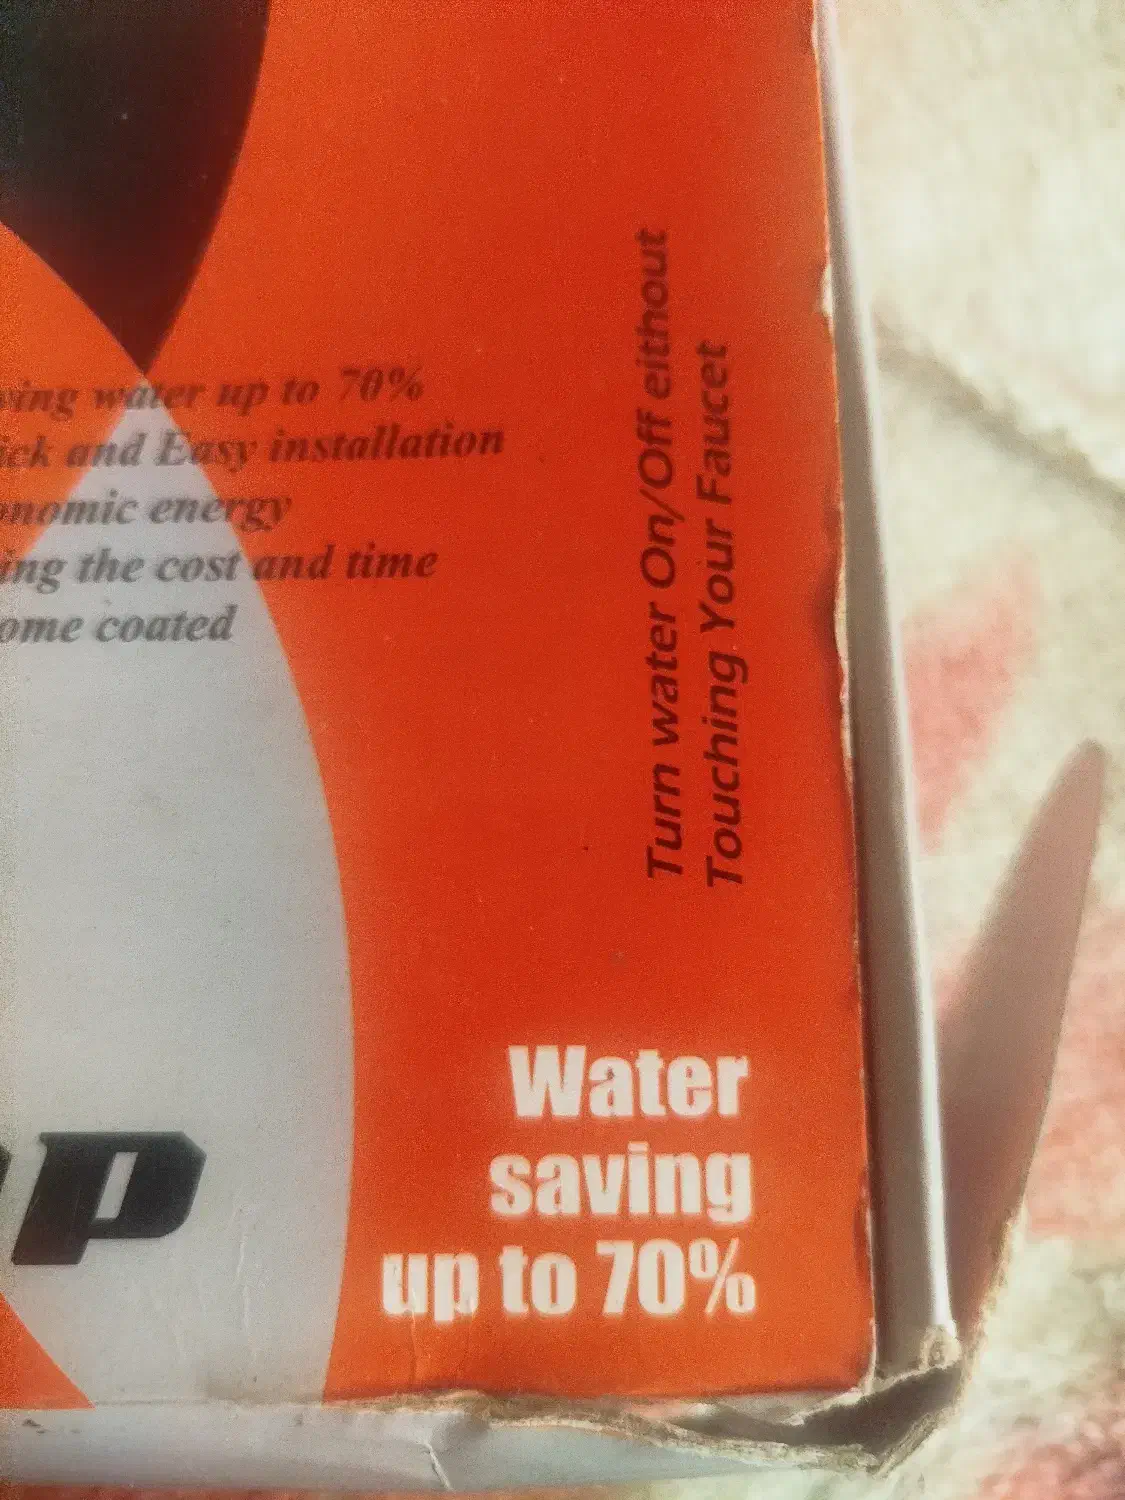 ving water up to 70%
ick and Easy installation
onomic energy
ing the cost and time
ome coated
Turn water On/Off eithout
Touching Your Faucet
p
Water
saving
up to 70%